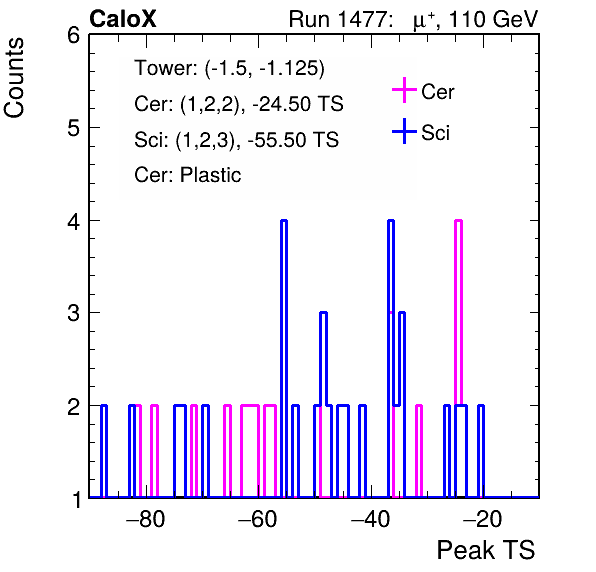 CaloX Run 1477: μ⁺, 110 GeV
Counts
Tower: (-1.5, -1.125)
Cer: (1,2,2), -24.50 TS
Sci: (1,2,3), -55.50 TS
Cer: Plastic
Cer
Sci
6
5
4
3
2
1
−80 −60 −40 −20
Peak TS